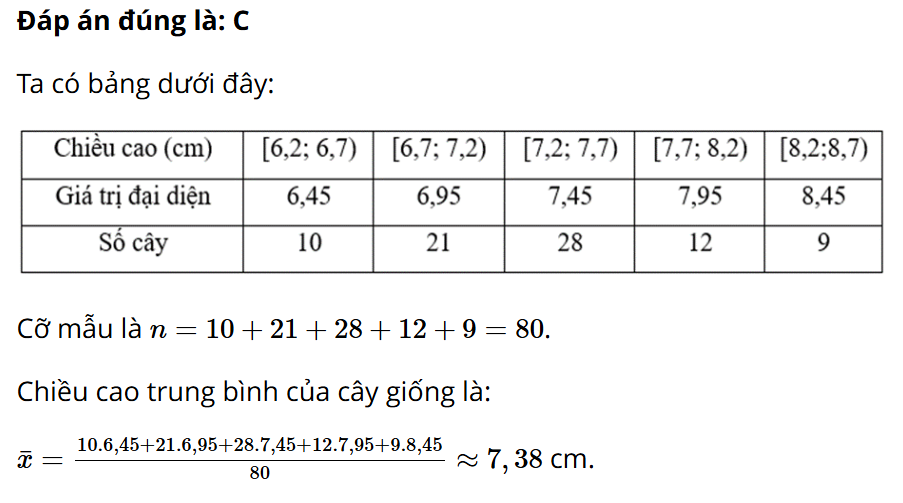 Đáp án đúng là: C
Ta có bảng dưới đây:
Chiều cao (cm) [6,2; 6,7) [6,7; 7,2) [7,2; 7,7) [7,7; 8,2) [8,2;8,7)
Giá trị đại diện 6,45 6,95 7,45 7,95 8,45
Số cây 10 21 28 12 9
Cỡ mẫu là n = 10 + 21 + 28 + 12 + 9 = 80.
Chiều cao trung bình của cây giống là:
x̄ = \frac{10.6,45+21.6,95+28.7,45+12.7,95+9.8,45}{80} ≈ 7, 38 cm.